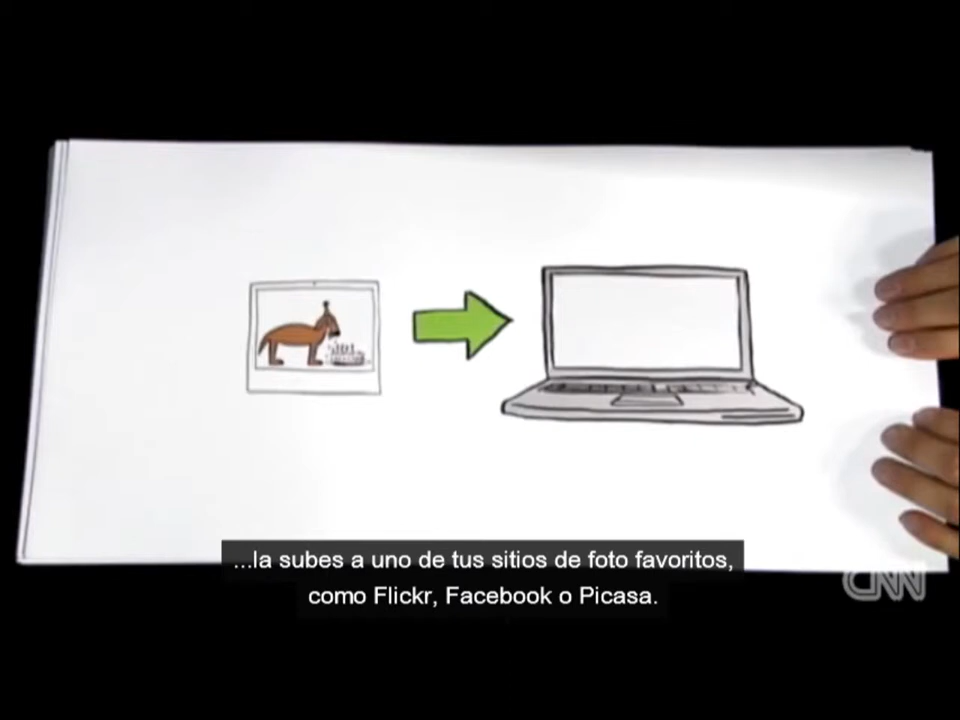 ...la subes a uno de tus sitios de foto favoritos,
como Flickr, Facebook o Picasa.
CNN